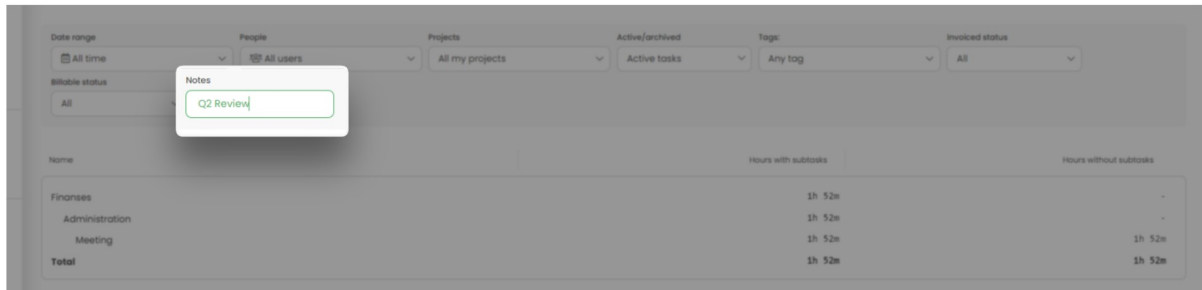 Date range People Projects Active/archived Tags: Invoiced status
All time All users All my projects Active tasks Any tag All
Billable status Notes
All Q2 Review
Name Hours with subtasks Hours without subtasks
Finanses 1h 52m -
Administration 1h 52m -
Meeting 1h 52m 1h 52m
Total 1h 52m 1h 52m